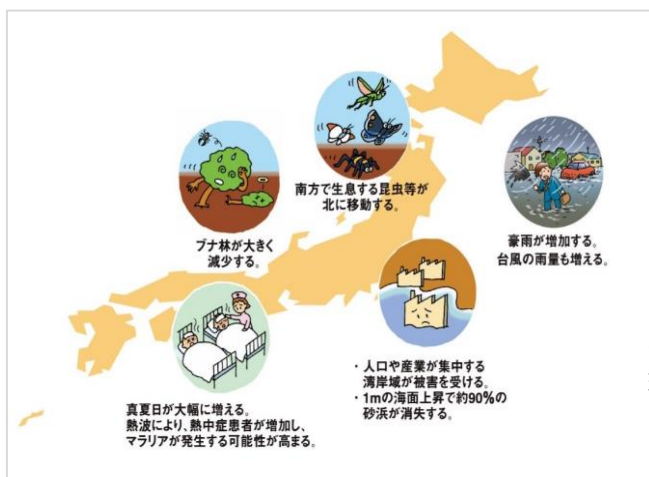 南方で生息する昆虫等が
北に移動する。
ブナ林が大きく
減少する。
豪雨が増加する。
台風の雨量も増える。
・人口や産業が集中する
湾岸域が被害を受ける。
・1mの海面上昇で約90%の
砂浜が消失する。
真夏日が大幅に増える。
熱波により、熱中症患者が増加し、
マラリアが発生する可能性が高まる。